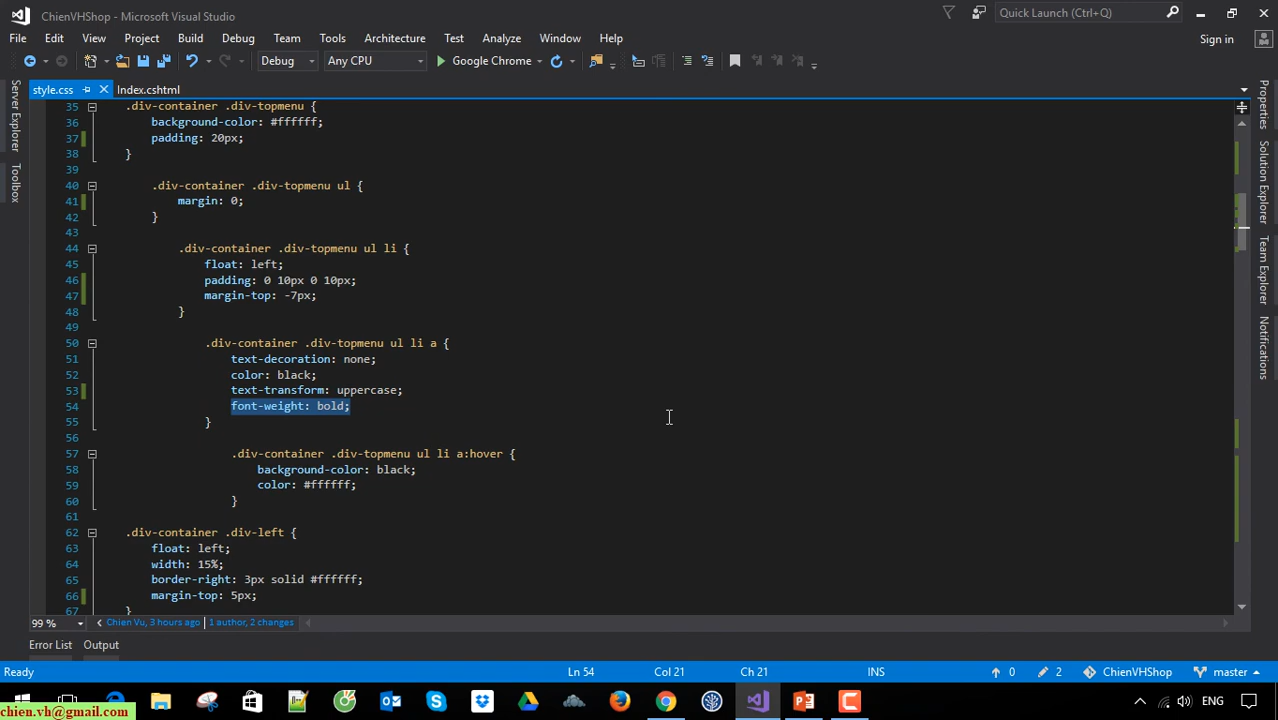 ChienVHShop - Microsoft Visual Studio
Quick Launch (Ctrl+Q)
File Edit View Project Build Debug Team Tools Architecture Test Analyze Window Help
Sign in
Debug Any CPU Google Chrome
style.css Index.cshtml
Server Explorer
Toolbox
35 .div-container .div-topmenu {
36 background-color: #ffffff;
37 padding: 20px;
38 }
39
40 .div-container .div-topmenu ul {
41 margin: 0;
42 }
43
44 .div-container .div-topmenu ul li {
45 float: left;
46 padding: 0 10px 0 10px;
47 margin-top: -7px;
48 }
49
50 .div-container .div-topmenu ul li a {
51 text-decoration: none;
52 color: black;
53 text-transform: uppercase;
54 font-weight: bold;
55 }
56
57 .div-container .div-topmenu ul li a:hover {
58 background-color: black;
59 color: #ffffff;
60 }
61
62 .div-container .div-left {
63 float: left;
64 width: 15%;
65 border-right: 3px solid #ffffff;
66 margin-top: 5px;
67 }
Properties
Solution Explorer
Team Explorer
Notifications
99 % Chien Vu, 3 hours ago | 1 author, 2 changes
Error List Output
Ready Ln 54 Col 21 Ch 21 INS 0 2 ChienVHShop master
ENG
chien.vh@gmail.com